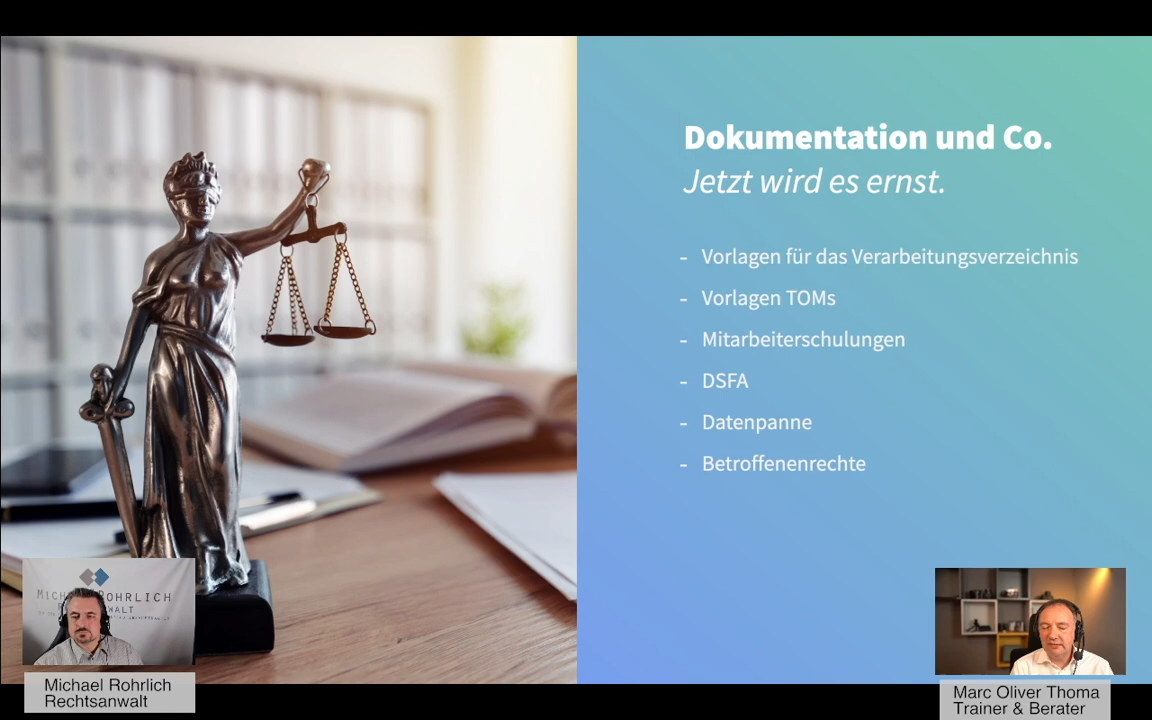 Dokumentation und Co.
Jetzt wird es ernst.
- Vorlagen für das Verarbeitungsverzeichnis
- Vorlagen TOMs
- Mitarbeiterschulungen
- DSFA
- Datenpanne
- Betroffenenrechte
Michael Rohrlich
Rechtsanwalt
Marc Oliver Thoma
Trainer & Berater